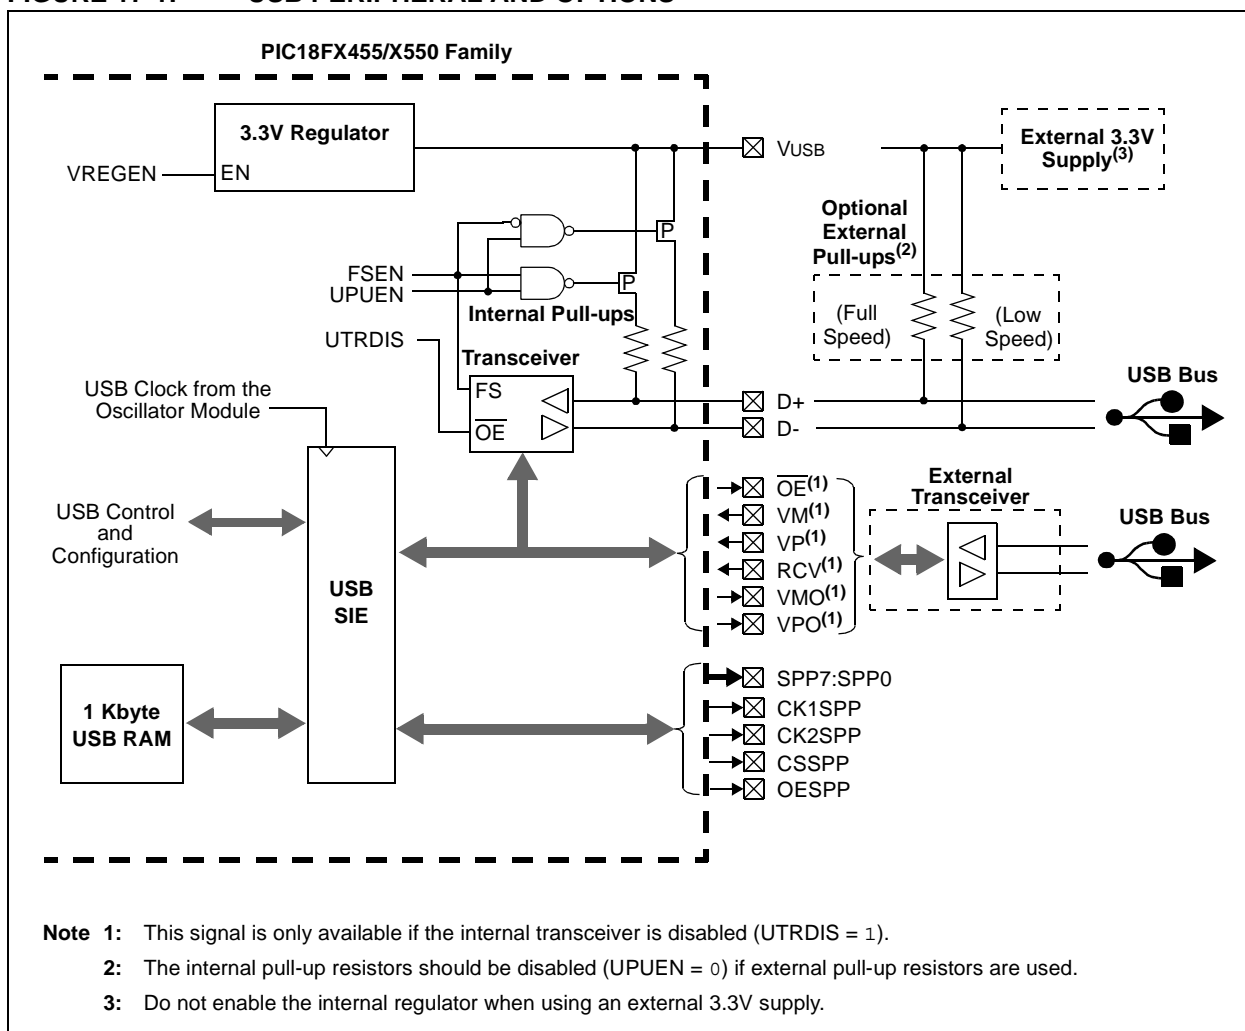 FIGURE USB PERIPHERAL AND OPTIONS
PIC18FX455/X550 Family
3.3V Regulator
VREGEN
EN
VUSB
External 3.3V
Supply(3)
P
Optional
External
Pull-ups(2)
FSEN
UPUEN
P
Internal Pull-ups
(Full
Speed)
(Low
Speed)
UTRDIS
Transceiver
FS
OE
USB Clock from the
Oscillator Module
D+
D-
USB Bus
USB Control
and
Configuration
USB
SIE
OE(1)
VM(1)
VP(1)
RCV(1)
VMO(1)
VPO(1)
External
Transceiver
USB Bus
1 Kbyte
USB RAM
SPP7:SPP0
CK1SPP
CK2SPP
CSSPP
OESPP
Note 1: This signal is only available if the internal transceiver is disabled (UTRDIS = 1).
2: The internal pull-up resistors should be disabled (UPUEN = 0) if external pull-up resistors are used.
3: Do not enable the internal regulator when using an external 3.3V supply.